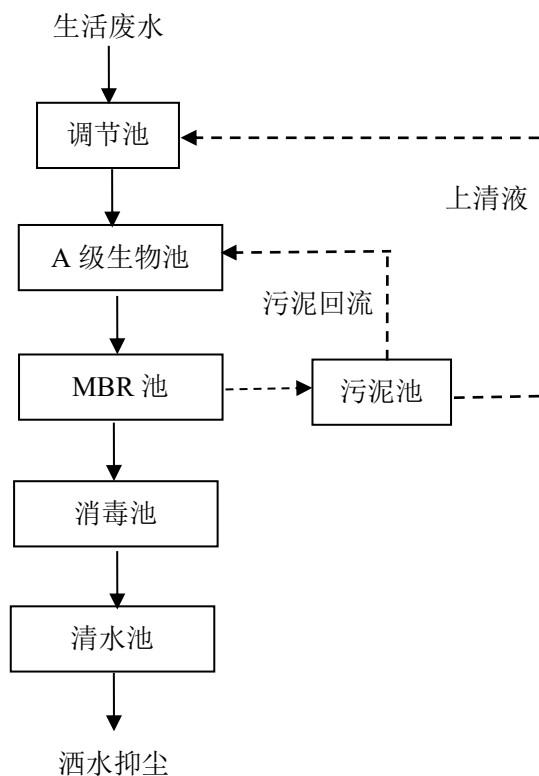 生活废水
调节池
上清液
A 级生物池
污泥回流
MBR 池
污泥池
消毒池
清水池
洒水抑尘